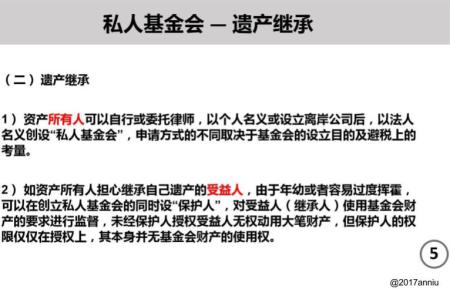 私人基金会 — 遗产继承
（二）遗产继承
1）资产所有人可以自行或委托律师，以个人名义或设立离岸公司后，以法人
名义创设“私人基金会”，申请方式的不同取决于基金会的设立目的及避税上的
考量。
2）如资产所有人担心继承自己遗产的受益人，由于年幼或者容易过度挥霍，
可以在创立私人基金会的同时设“保护人”，对受益人（继承人）使用基金会财
产的要求进行监督，未经保护人授权受益人无权动用大笔财产，但保护人的权
限仅仅在授权上，其本身并无基金会财产的使用权。
5
@2017anniu